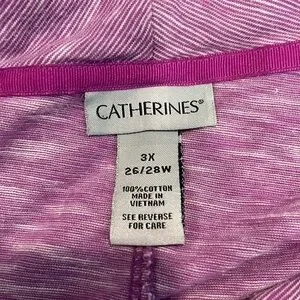 CATHERINES®
3X
26/28W
100% COTTON
MADE IN
VIETNAM
SEE REVERSE
FOR CARE